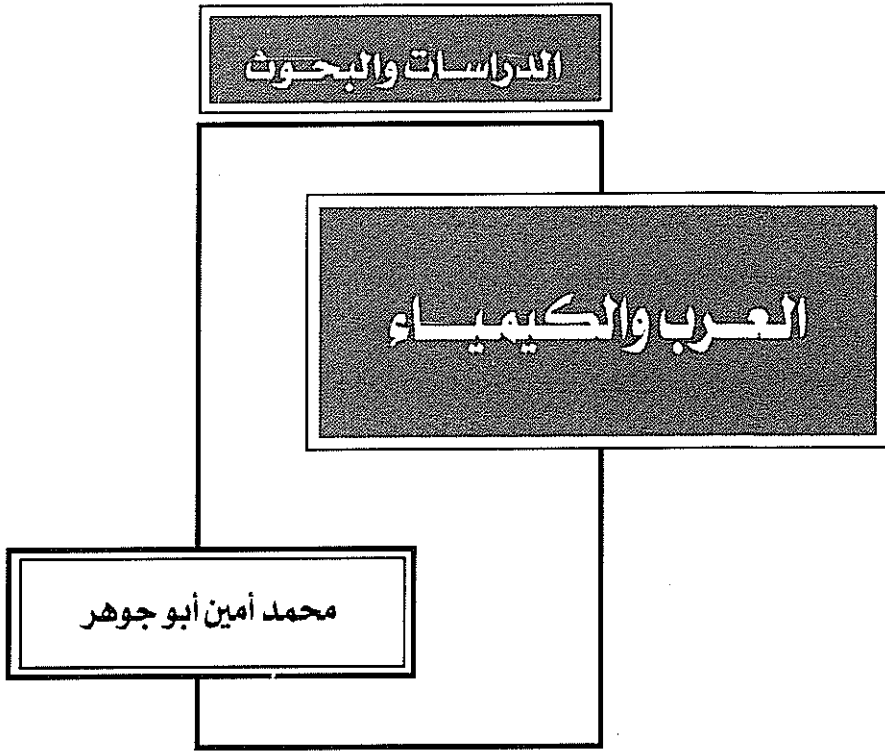 الدراسات والبحوث
العرب والكيمياء
محمد أمين أبو جوهر